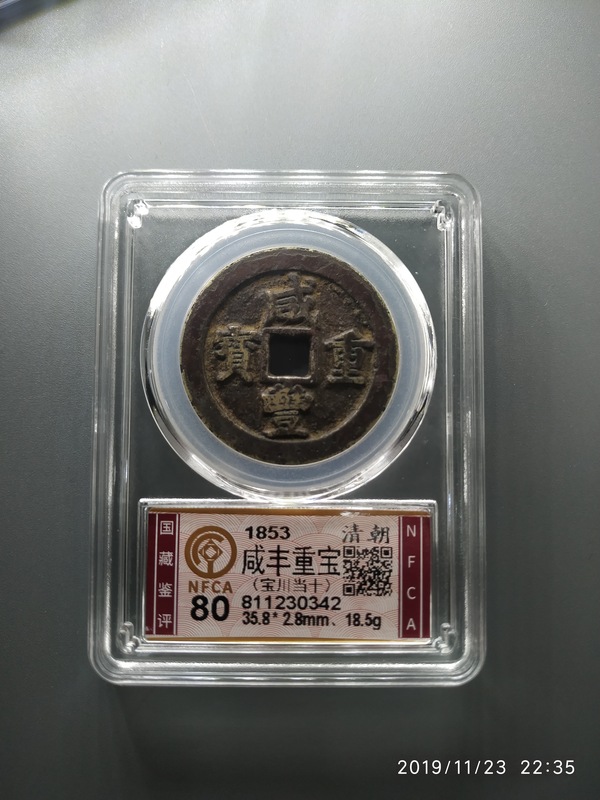 咸
寶 重
豐
国藏鉴评
NFCA
1853 清朝
咸丰重宝
（宝川当十）
NFCA
80 811230342
35.8*2.8mm、18.5g
2019/11/23 22:35